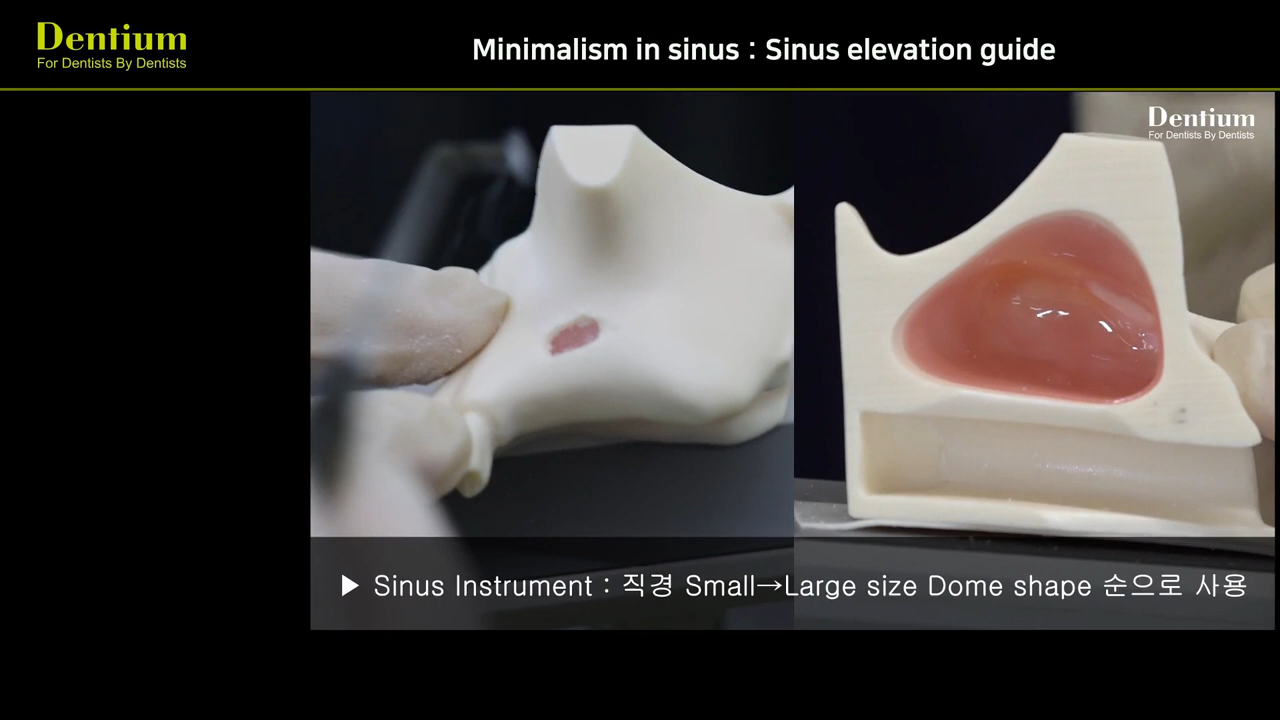 Dentium
For Dentists By Dentists
Minimalism in sinus : Sinus elevation guide
Dentium
For Dentists By Dentists
▶ Sinus Instrument : 직경 Small→Large size Dome shape 순으로 사용